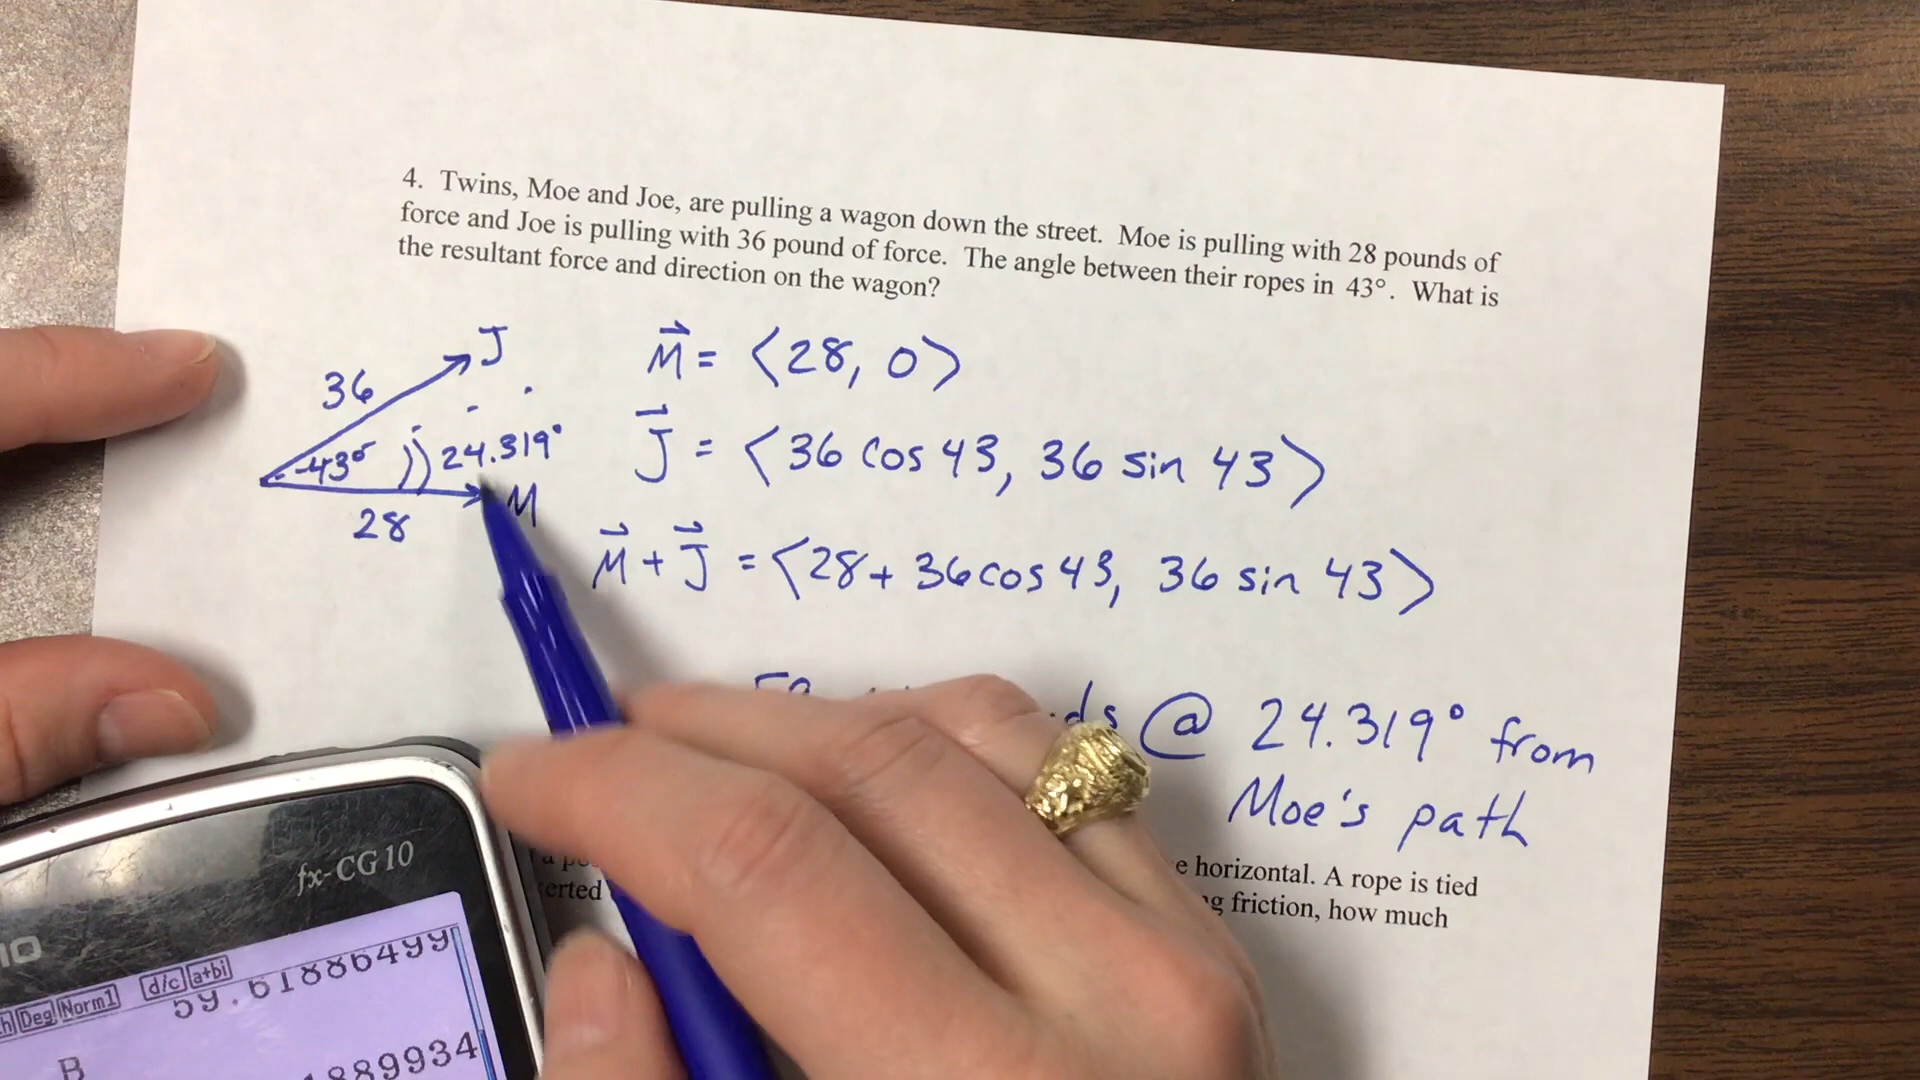 4. Twins, Moe and Joe, are pulling a wagon down the street. Moe is pulling with 28 pounds of
force and Joe is pulling with 36 pound of force. The angle between their ropes in 43°. What is
the resultant force and direction on the wagon?
J
36
43°
24.319°
M
28
M = ⟨28, 0⟩
J = ⟨36 cos 43, 36 sin 43⟩
M + J = ⟨28 + 36 cos 43, 36 sin 43⟩
@ 24.319° from
Moe's path
e horizontal. A rope is tied
erted
g friction, how much
fx-CG10
Deg Norm1 d/c a+bi
59.61886499
B
889934